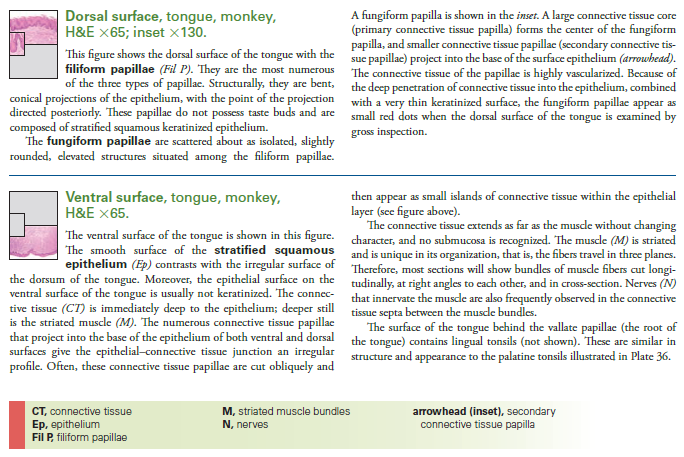 Dorsal surface, tongue, monkey,
H&E ×65; inset ×130.
This figure shows the dorsal surface of the tongue with the
filiform papillae (Fil P). They are the most numerous
of the three types of papillae. Structurally, they are bent,
conical projections of the epithelium, with the point of the projection
directed posteriorly. These papillae do not possess taste buds and are
composed of stratified squamous keratinized epithelium.
The fungiform papillae are scattered about as isolated, slightly
rounded, elevated structures situated among the filiform papillae.
A fungiform papilla is shown in the inset. A large connective tissue core
(primary connective tissue papilla) forms the center of the fungiform
papilla, and smaller connective tissue papillae (secondary connective tis-
sue papillae) project into the base of the surface epithelium (arrowhead).
The connective tissue of the papillae is highly vascularized. Because of
the deep penetration of connective tissue into the epithelium, combined
with a very thin keratinized surface, the fungiform papillae appear as
small red dots when the dorsal surface of the tongue is examined by
gross inspection.
Ventral surface, tongue, monkey,
H&E ×65.
The ventral surface of the tongue is shown in this figure.
The smooth surface of the stratified squamous
epithelium (Ep) contrasts with the irregular surface of
the dorsum of the tongue. Moreover, the epithelial surface on the
ventral surface of the tongue is usually not keratinized. The connec-
tive tissue (CT) is immediately deep to the epithelium; deeper still
is the striated muscle (M). The numerous connective tissue papillae
that project into the base of the epithelium of both ventral and dorsal
surfaces give the epithelial–connective tissue junction an irregular
profile. Often, these connective tissue papillae are cut obliquely and
then appear as small islands of connective tissue within the epithelial
layer (see figure above).
The connective tissue extends as far as the muscle without changing
character, and no submucosa is recognized. The muscle (M) is striated
and is unique in its organization, that is, the fibers travel in three planes.
Therefore, most sections will show bundles of muscle fibers cut longi-
tudinally, at right angles to each other, and in cross-section. Nerves (N)
that innervate the muscle are also frequently observed in the connective
tissue septa between the muscle bundles.
The surface of the tongue behind the vallate papillae (the root of
the tongue) contains lingual tonsils (not shown). These are similar in
structure and appearance to the palatine tonsils illustrated in Plate 36.
CT, connective tissue
Ep, epithelium
Fil P, filiform papillae
M, striated muscle bundles
N, nerves
arrowhead (inset), secondary
connective tissue papilla